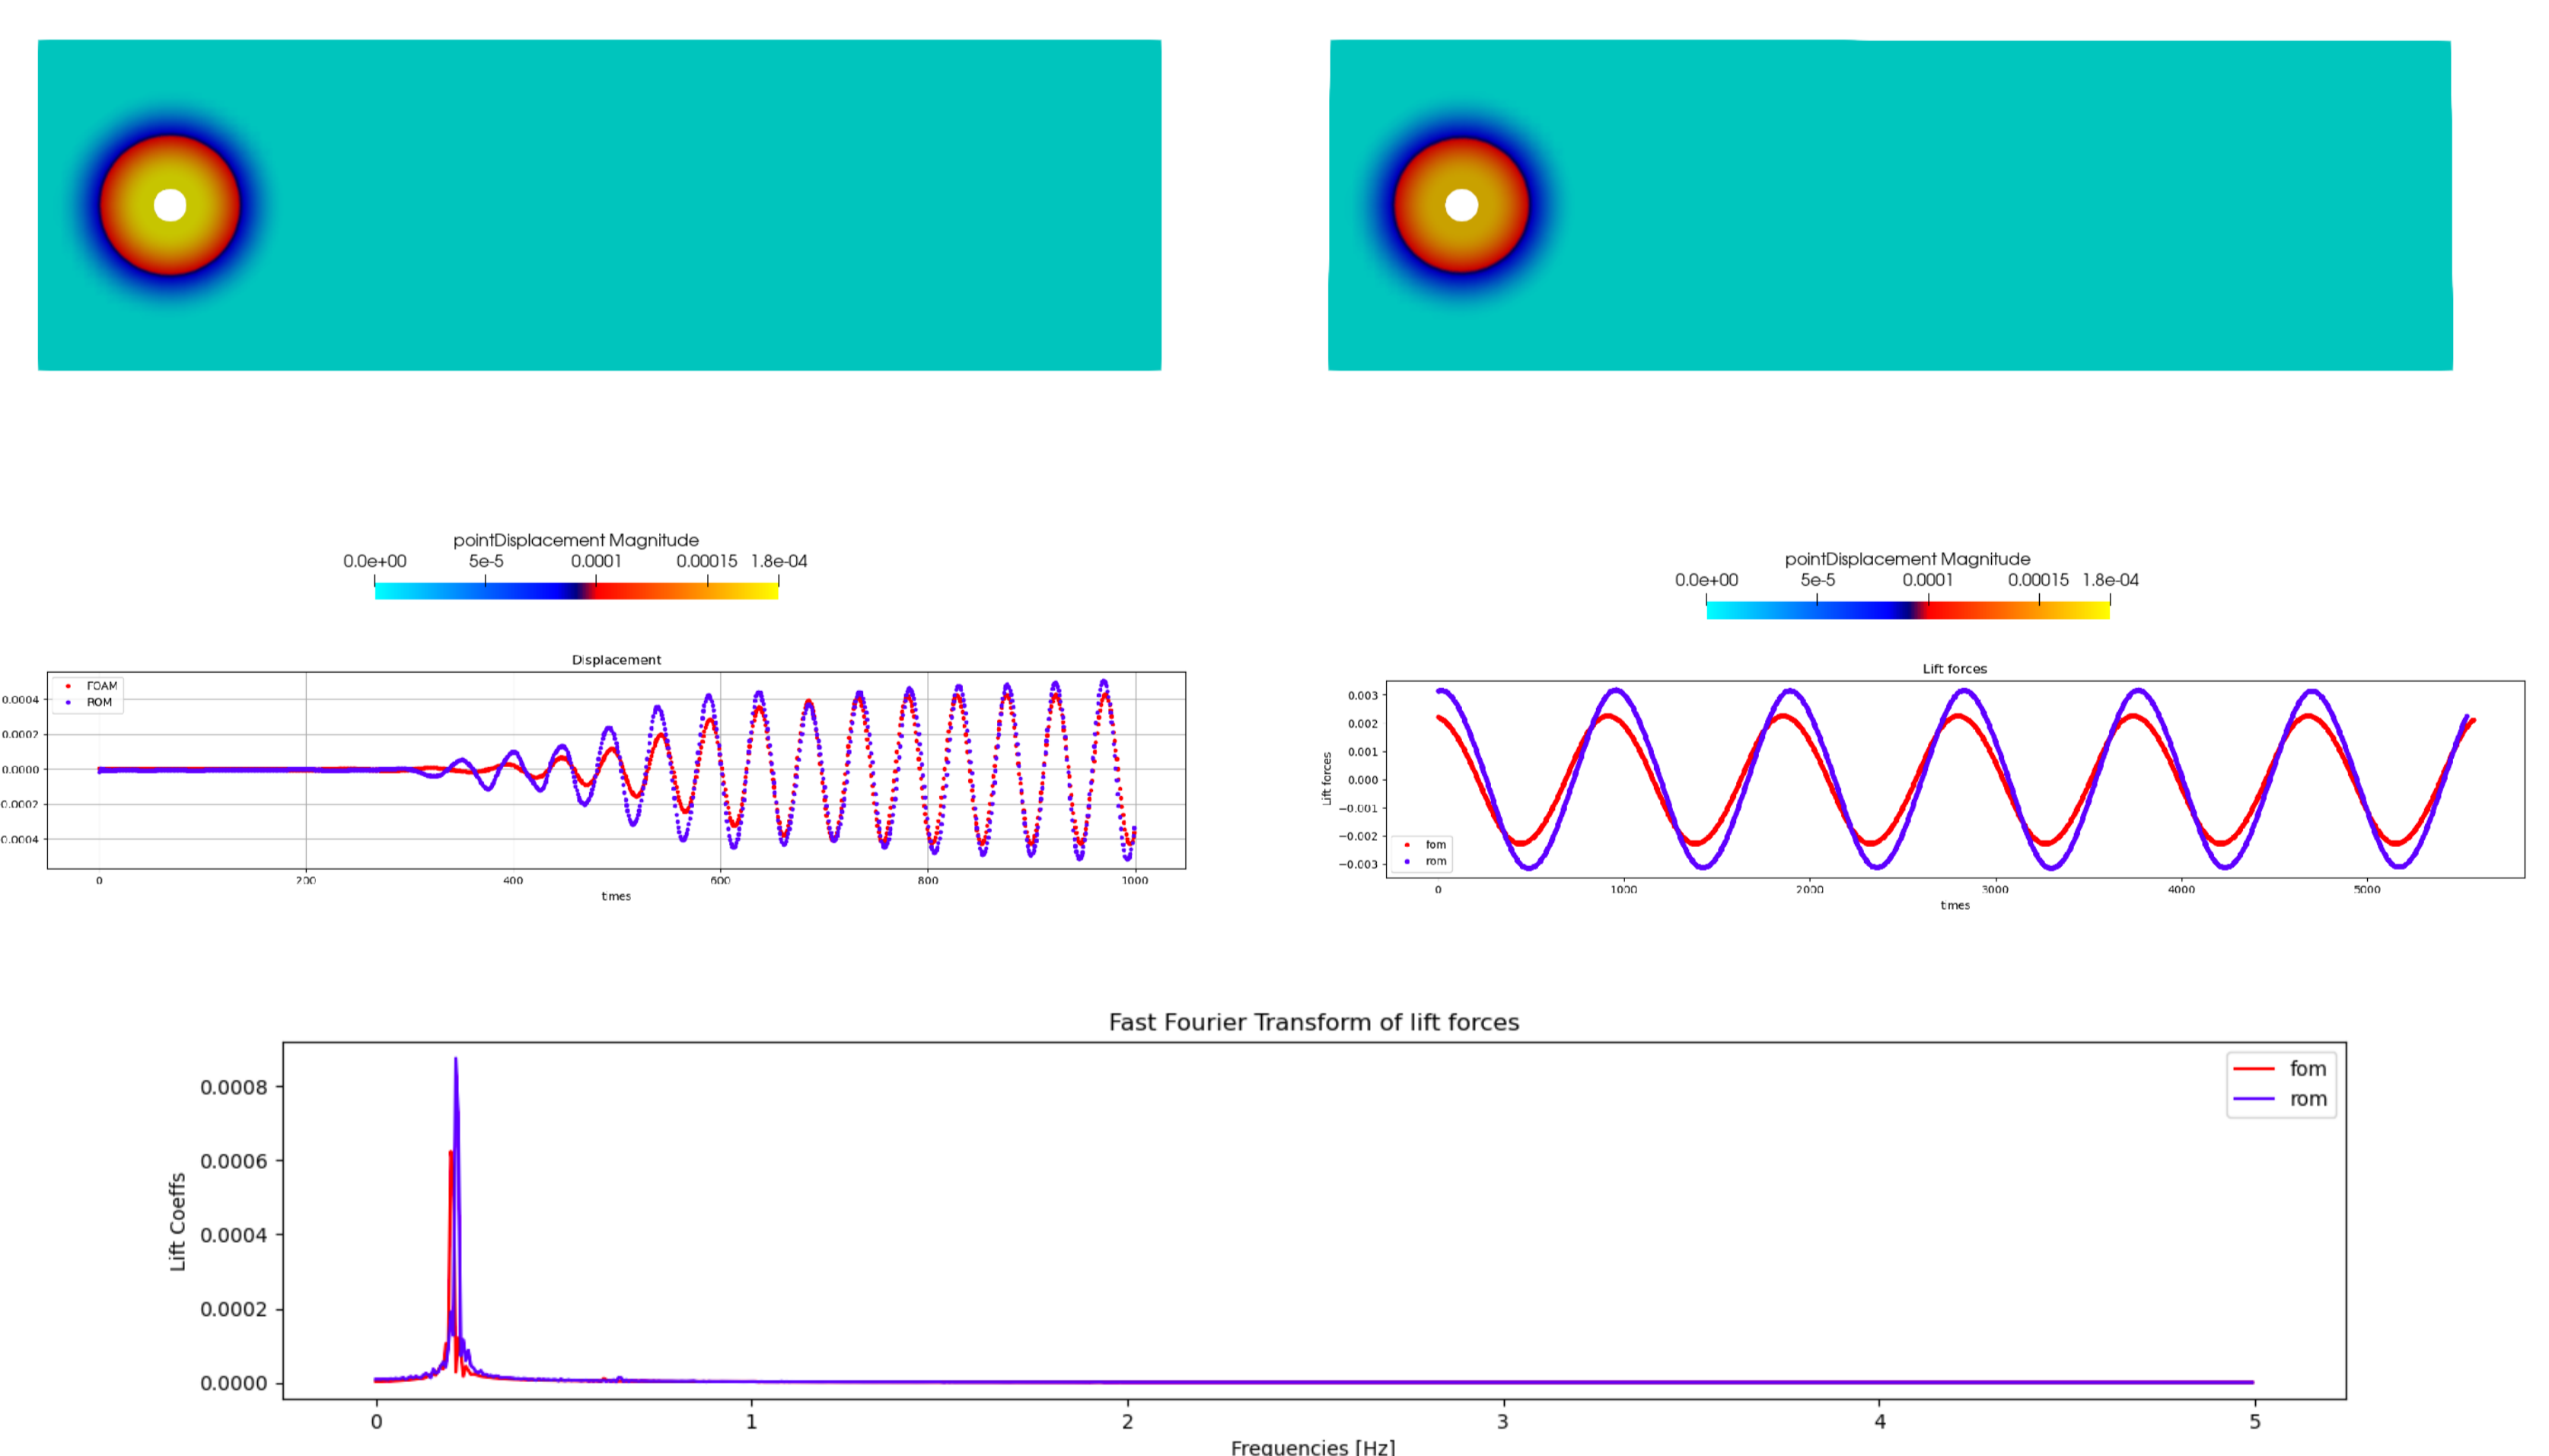 pointDisplacement Magnitude
0.0e+00 5e-5 0.0001 0.00015 1.8e-04
pointDisplacement Magnitude
0.0e+00 5e-5 0.0001 0.00015 1.8e-04
Displacement
FOAM
ROM
0.0004
0.0002
0.0000
0.0002
0.0004
0 200 400 600 800 1000
times
Lift forces
Lift forces
0.003
0.002
0.001
0.000
−0.001
−0.002
−0.003
fom
rom
0 1000 2000 3000 4000 5000
times
Fast Fourier Transform of lift forces
Lift Coeffs
0.0008
0.0006
0.0004
0.0002
0.0000
fom
rom
0 1 2 3 4 5
Frequencies [Hz]